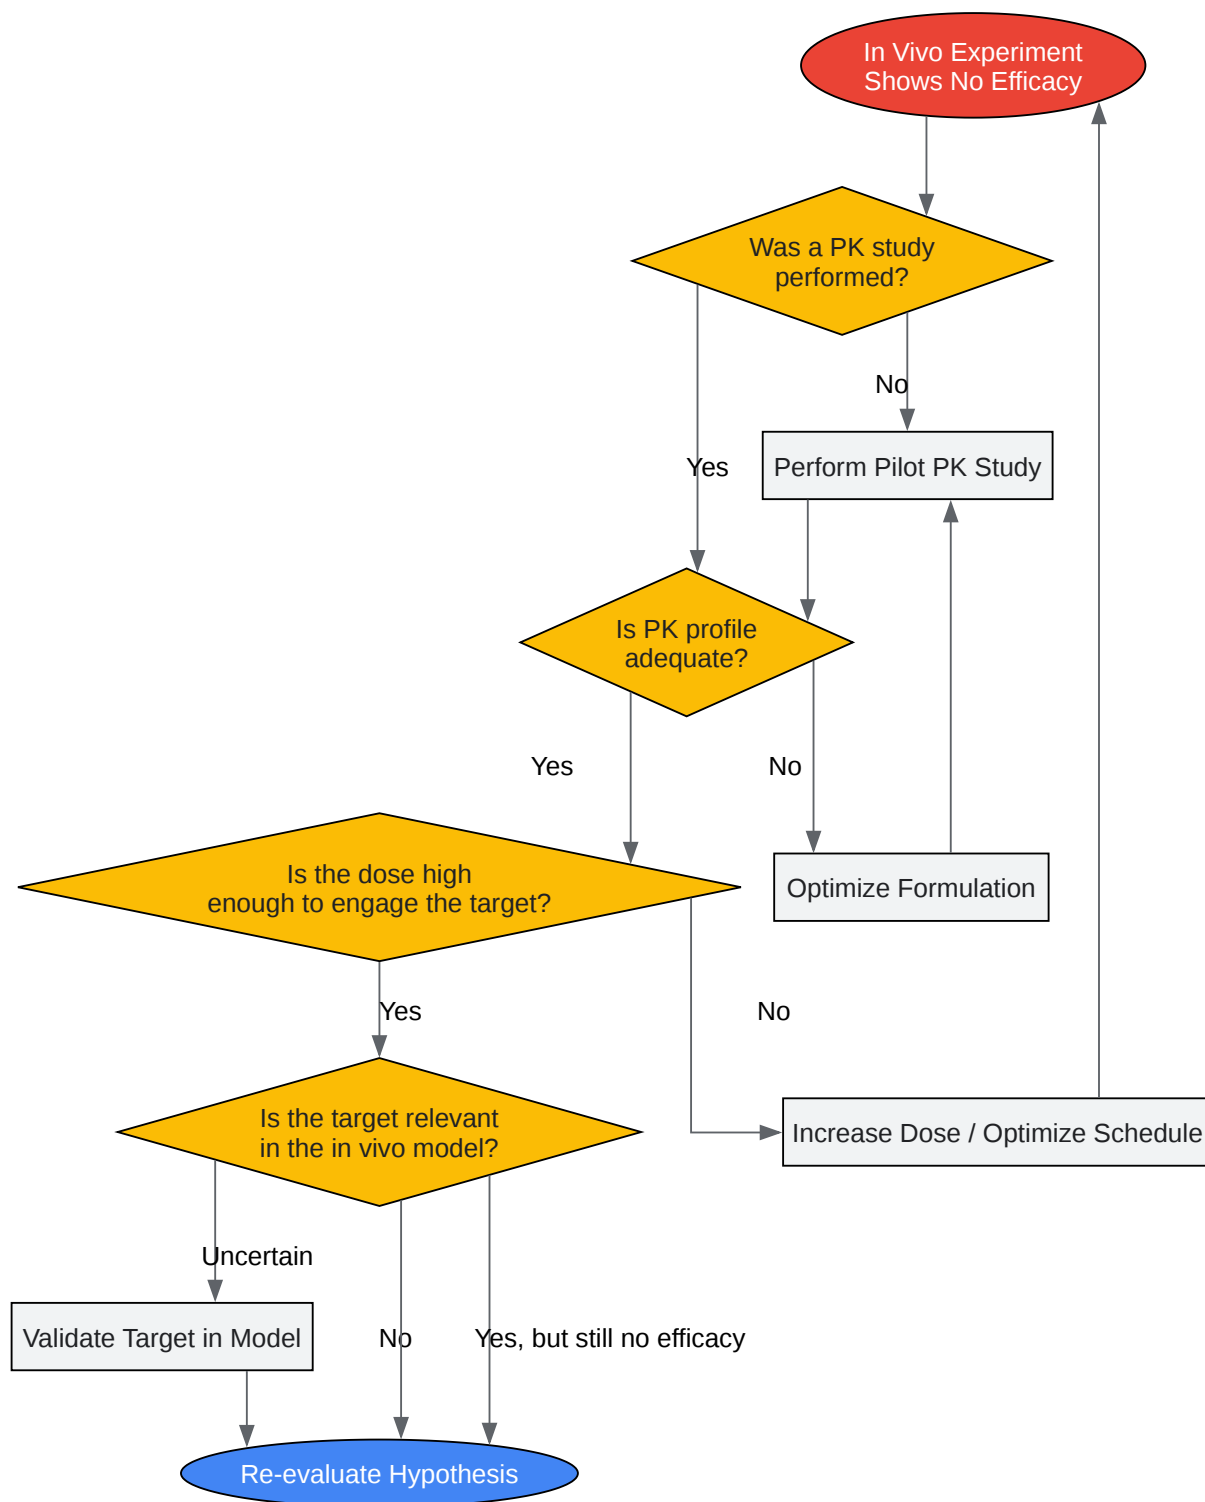 In Vivo Experiment
Shows No Efficacy
Was a PK study
performed?
No
Yes
Perform Pilot PK Study
Is PK profile
adequate?
Yes
No
Is the dose high
enough to engage the target?
Optimize Formulation
Yes
No
Is the target relevant
in the in vivo model?
Increase Dose / Optimize Schedule
Uncertain
Validate Target in Model
No
Yes, but still no efficacy
Re-evaluate Hypothesis